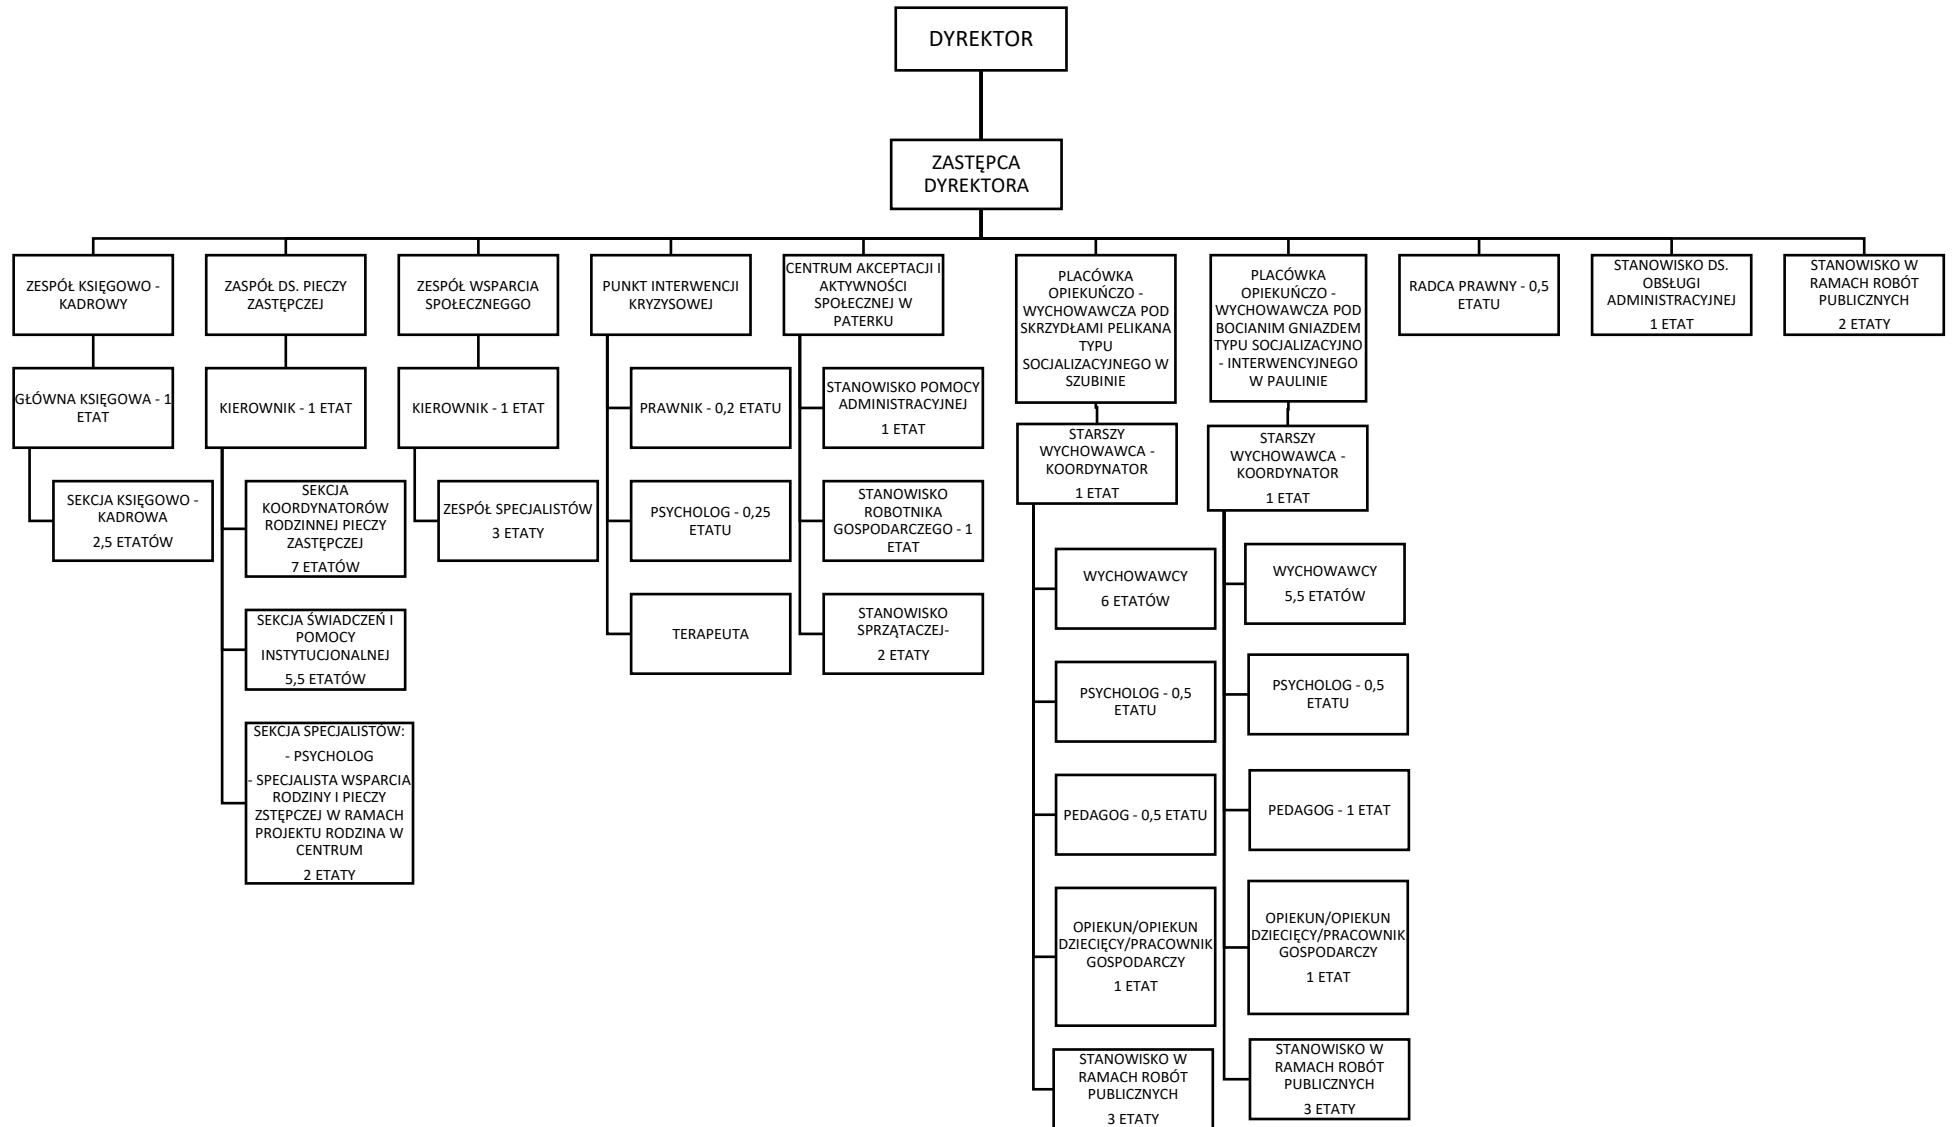 DYREKTOR
ZASTĘPCA
DYREKTORA
ZESPÓŁ KSIĘGOWO -
KADROWY
GŁÓWNA KSIĘGOWA - 1
ETAT
SEKCJA KSIĘGOWO -
KADROWA
2,5 ETATÓW
ZASPÓŁ DS. PIECZY
ZASTĘPCZEJ
KIEROWNIK - 1 ETAT
SEKCJA
KOORDYNATORÓW
RODZINNEJ PIECZY
ZASTĘPCZEJ
7 ETATÓW
SEKCJA ŚWIADCZEŃ I
POMOCY
INSTYTUCJONALNEJ
5,5 ETATÓW
SEKCJA SPECJALISTÓW:
- PSYCHOLOG
- SPECJALISTA WSPARCIA
RODZINY I PIECZY
ZSTĘPCZEJ W RAMACH
PROJEKTU RODZINA W
CENTRUM
2 ETATY
ZESPÓŁ WSPARCIA
SPOŁECZNEGGO
KIEROWNIK - 1 ETAT
ZESPÓŁ SPECJALISTÓW
3 ETATY
PUNKT INTERWENCJI
KRYZYSOWEJ
PRAWNIK - 0,2 ETATU
PSYCHOLOG - 0,25
ETATU
TERAPEUTA
CENTRUM AKCEPTACJI I
AKTYWNOŚCI
SPOŁECZNEJ W
PATERKU
STANOWISKO POMOCY
ADMINISTRACYJNEJ
1 ETAT
STANOWISKO
ROBOTNIKA
GOSPODARCZEGO - 1
ETAT
STANOWISKO
SPRZĄTACZEJ-
2 ETATY
PLACÓWKA
OPIEKUŃCZO -
WYCHOWAWCZA POD
SKRZYDŁAMI PELIKANA
TYPU
SOCJALIZACYJNEGO W
SZUBINIE
STARSZY
WYCHOWAWCA -
KOORDYNATOR
1 ETAT
WYCHOWAWCY
6 ETATÓW
PSYCHOLOG - 0,5
ETATU
PEDAGOG - 0,5 ETATU
OPIEKUN/OPIEKUN
DZIECIĘCY/PRACOWNIK
GOSPODARCZY
1 ETAT
STANOWISKO W
RAMACH ROBÓT
PUBLICZNYCH
3 ETATY
PLACÓWKA
OPIEKUŃCZO -
WYCHOWAWCZA POD
BOCIANIM GNIAZDEM
TYPU SOCJALIZACYJNO
- INTERWENCYJNEGO
W PAULINIE
STARSZY
WYCHOWAWCA -
KOORDYNATOR
1 ETAT
WYCHOWAWCY
5,5 ETATÓW
PSYCHOLOG - 0,5
ETATU
PEDAGOG - 1 ETAT
OPIEKUN/OPIEKUN
DZIECIĘCY/PRACOWNIK
GOSPODARCZY
1 ETAT
STANOWISKO W
RAMACH ROBÓT
PUBLICZNYCH
3 ETATY
RADCA PRAWNY - 0,5
ETATU
STANOWISKO DS.
OBSŁUGI
ADMINISTRACYJNEJ
1 ETAT
STANOWISKO W
RAMACH ROBÓT
PUBLICZNYCH
2 ETATY